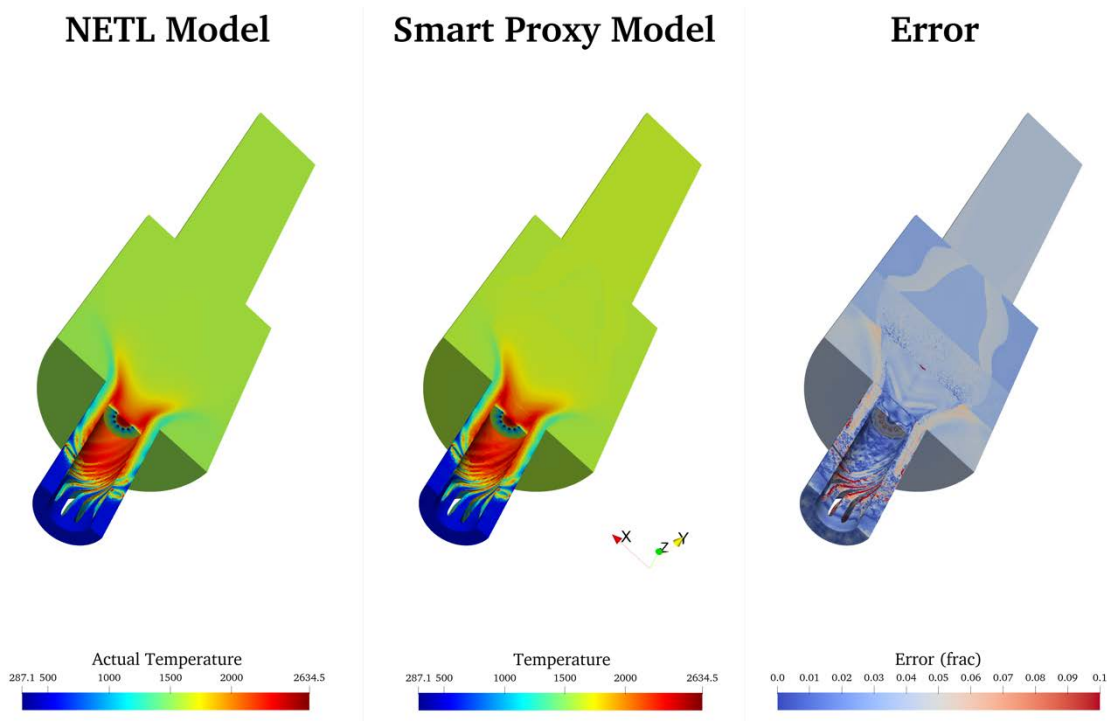 NETL Model
Smart Proxy Model
Error
X
Z
Y
Actual Temperature
287.1 500 1000 1500 2000 2634.5
Temperature
287.1 500 1000 1500 2000 2634.5
Error (frac)
0.0 0.01 0.02 0.03 0.04 0.05 0.06 0.07 0.08 0.09 0.1